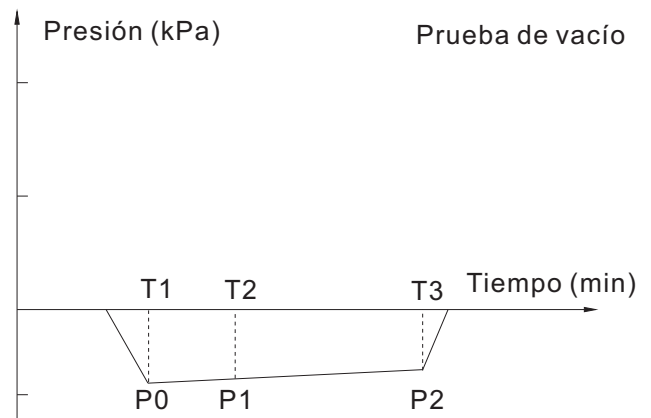 Presión (kPa)
Prueba de vacío
T1
T2
T3
Tiempo (min)
P0
P1
P2